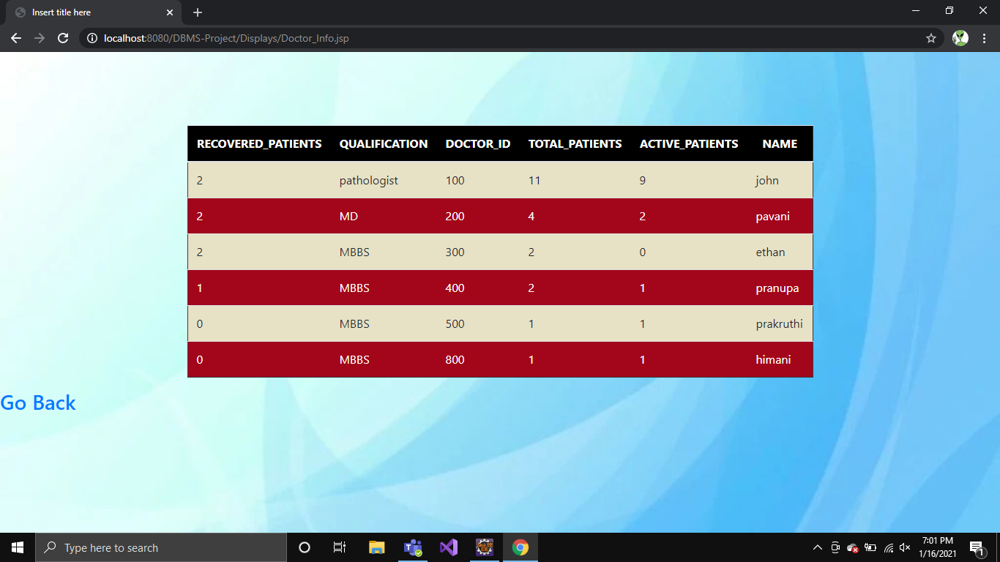 Insert title here
localhost:8080/DBMS-Project/Displays/Doctor_Info.jsp
RECOVERED_PATIENTS QUALIFICATION DOCTOR_ID TOTAL_PATIENTS ACTIVE_PATIENTS NAME
2 pathologist 100 11 9 john
2 MD 200 4 2 pavani
2 MBBS 300 2 0 ethan
1 MBBS 400 2 1 pranupa
0 MBBS 500 1 1 prakruthi
0 MBBS 800 1 1 himani
Go Back
Type here to search
7:01 PM
1/16/2021
1